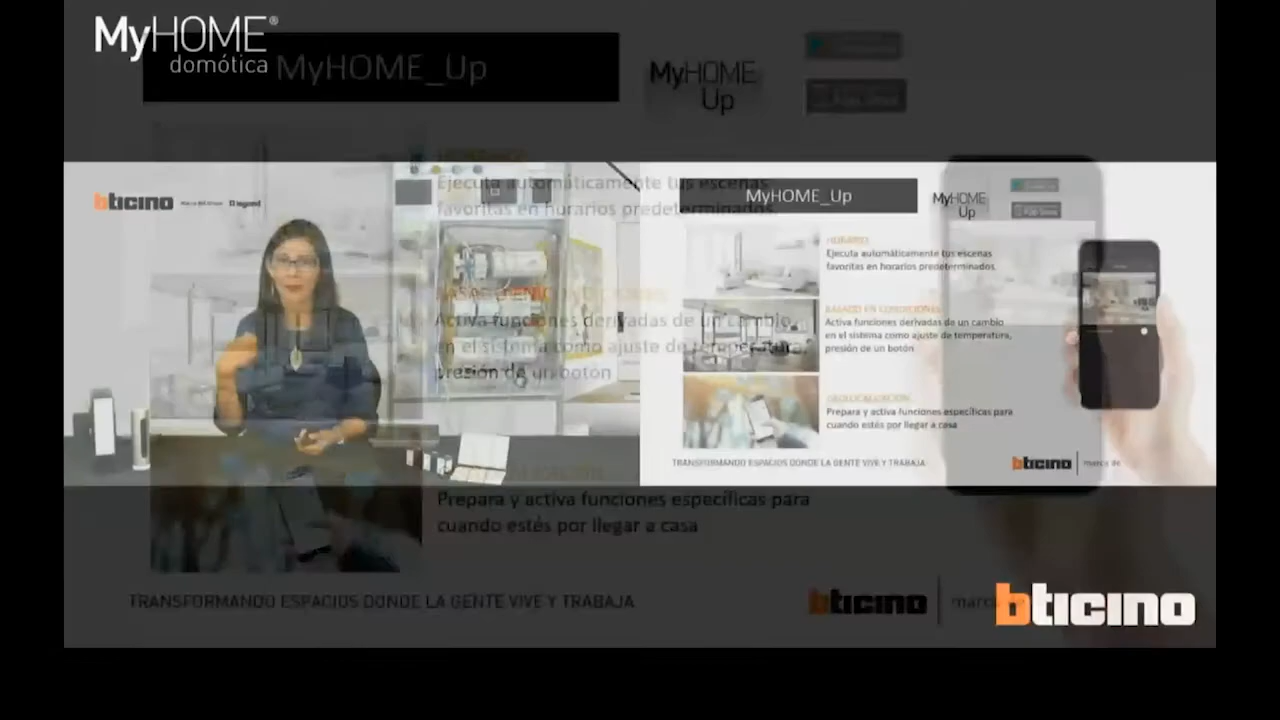 MyHOME®
domótica
MyHOME_Up
MyHOME
Up
bticino
legrand
MyHOME_Up
MyHOME
Up
HORARIO
Ejecuta automáticamente tus escenas
favoritas en horarios predeterminados.
Ejecuta automáticamente tus escenas
favoritas en horarios predeterminados.
BASADO EN CONDICIONES
Activa funciones derivadas de un cambio
en el sistema como ajuste de temperatura,
presión de un botón
Activa funciones derivadas de un cambio
en el sistema como ajuste de temperatura,
presión de un botón
GEOLOCALIZACIÓN
Prepara y activa funciones específicas para
cuando estés por llegar a casa
TRANSFORMANDO ESPACIOS DONDE LA GENTE VIVE Y TRABAJA
bticino
marca de
Prepara y activa funciones específicas para
cuando estés por llegar a casa
TRANSFORMANDO ESPACIOS DONDE LA GENTE VIVE Y TRABAJA
bticino
marca
bticino